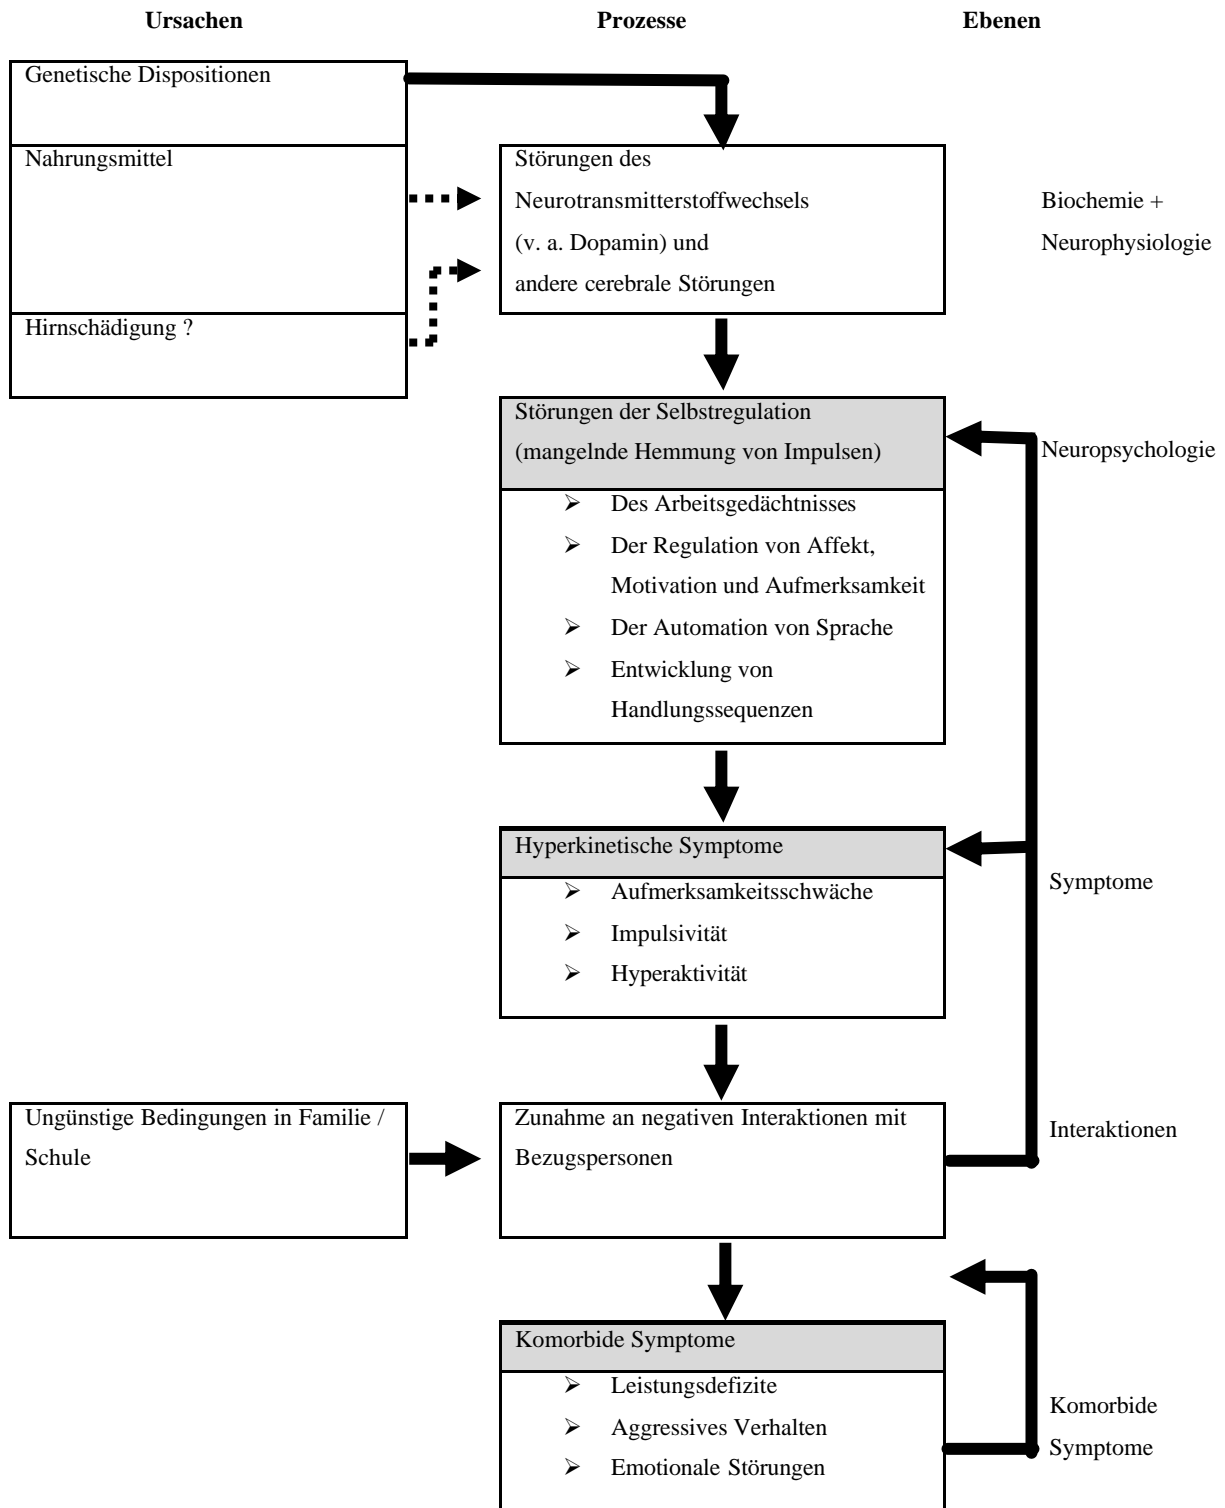 Ursachen Prozesse Ebenen
Genetische Dispositionen
Nahrungsmittel
Hirnschädigung ?
Störungen des
Neurotransmitterstoffwechsels
(v. a. Dopamin) und
andere cerebrale Störungen
Biochemie +
Neurophysiologie
Störungen der Selbstregulation
(mangelnde Hemmung von Impulsen)
➢ Des Arbeitsgedächtnisses
➢ Der Regulation von Affekt,
Motivation und Aufmerksamkeit
➢ Der Automation von Sprache
➢ Entwicklung von
Handlungssequenzen
Neuropsychologie
Hyperkinetische Symptome
➢ Aufmerksamkeitsschwäche
➢ Impulsivität
➢ Hyperaktivität
Symptome
Ungünstige Bedingungen in Familie /
Schule
Zunahme an negativen Interaktionen mit
Bezugspersonen
Interaktionen
Komorbide Symptome
➢ Leistungsdefizite
➢ Aggressives Verhalten
➢ Emotionale Störungen
Komorbide
Symptome